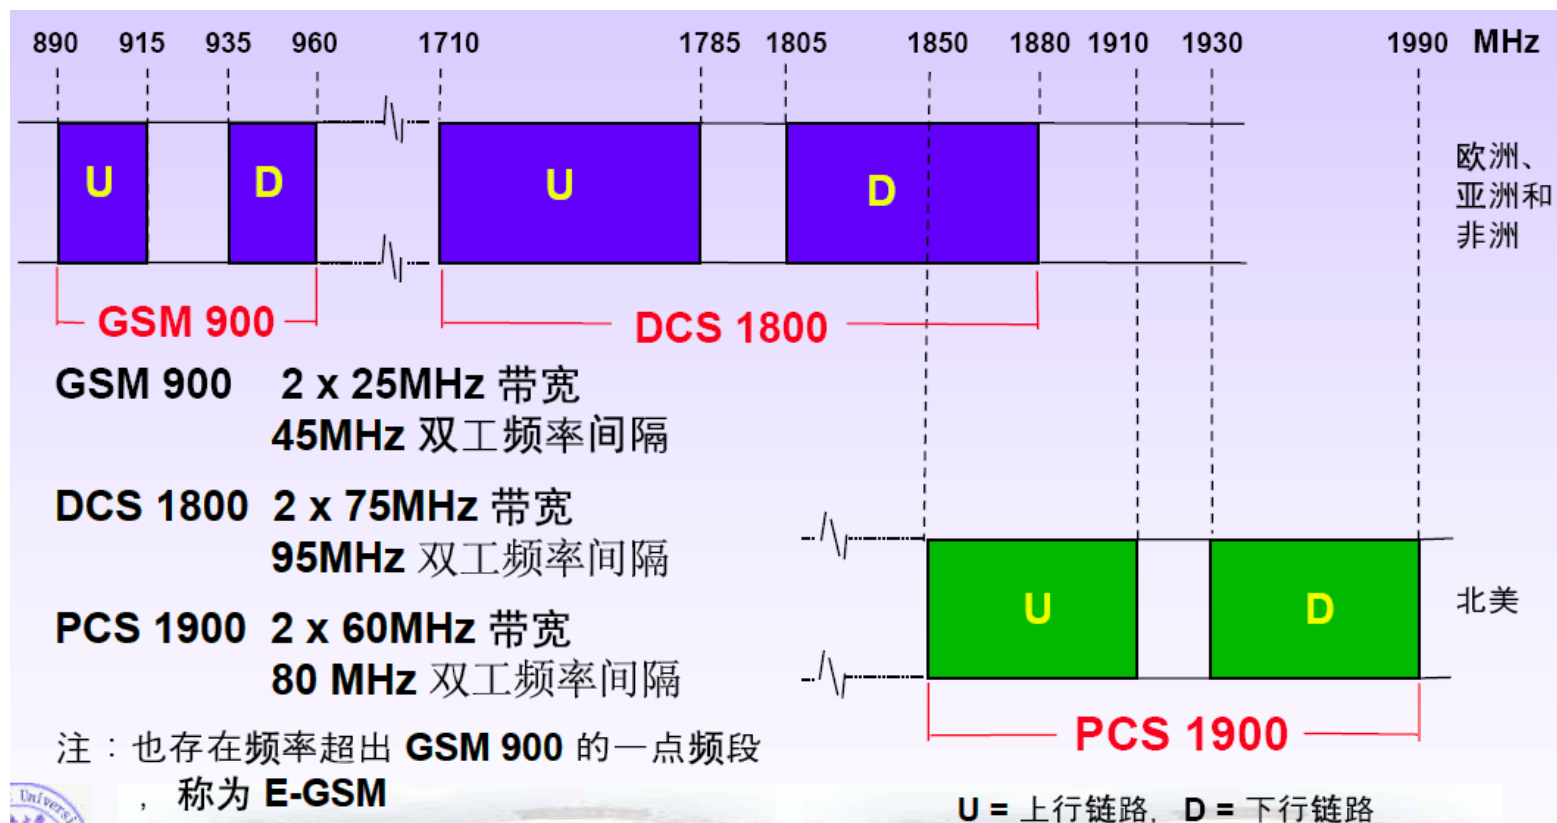 890 915 935 960 1710 1785 1805 1850 1880 1910 1930 1990 MHz
U D U D
欧洲、
亚洲和
非洲
GSM 900 DCS 1800
GSM 900 2 x 25MHz 带宽
45MHz 双工频率间隔
DCS 1800 2 x 75MHz 带宽
95MHz 双工频率间隔
PCS 1900 2 x 60MHz 带宽
80 MHz 双工频率间隔
U D
北美
PCS 1900
注：也存在频率超出 GSM 900 的一点频段
，称为 E-GSM
U = 上行链路, D = 下行链路